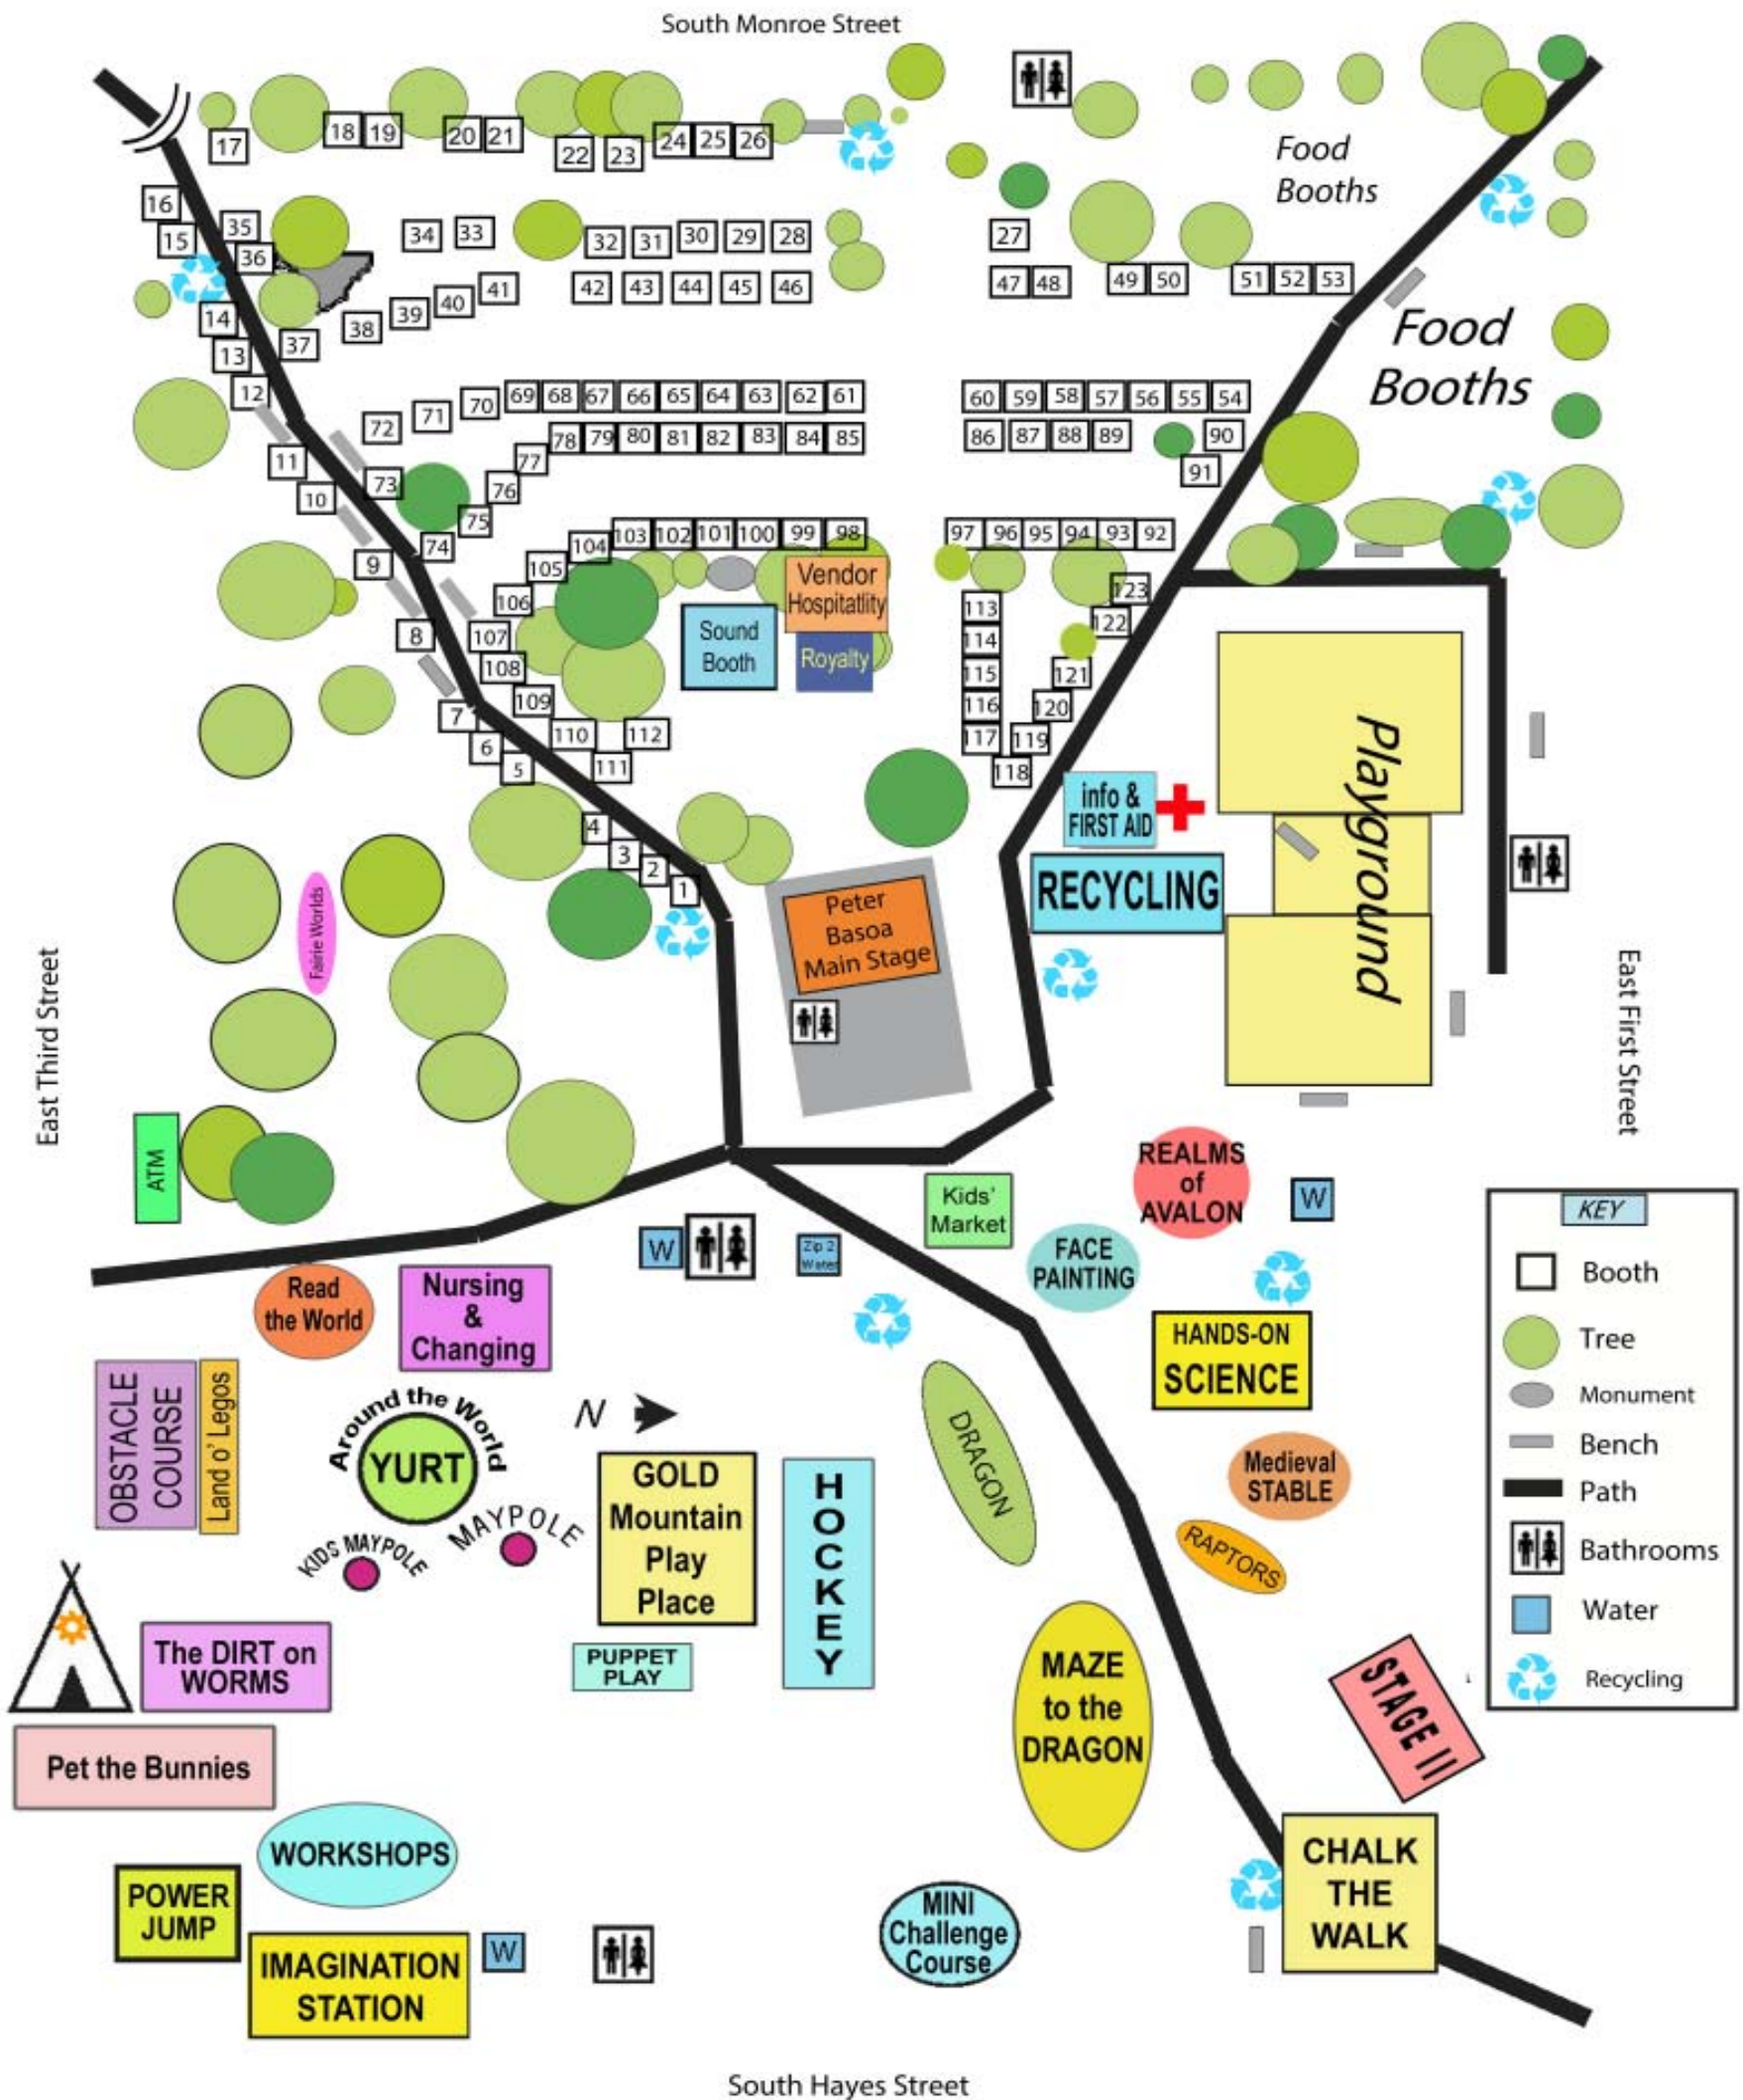 South Monroe Street
17
18 19
20 21
22 23
24 25 26
Food
Booths
16
15
35
36
34 33
32 31 30 29 28
27
14
13
12
37
38
39
40
41
42 43 44 45 46
47 48
49 50
51 52 53
Food
Booths
72
71
70
69 68 67 66 65 64 63 62 61
60 59 58 57 56 55 54
11
10
73
74
75
76
77
78 79 80 81 82 83 84 85
86 87 88 89
90
91
9
8
104
103 102 101 100 99 98
97 96 95 94 93 92
105
106
107
108
109
110
111
112
Vendor
Hospitatlity
Sound
Booth
Royalty
113
114
115
116
117
118
119
120
121
122
123
7
6
5
4
3
2
1
info &
FIRST AID
RECYCLING
Playground
Peter
Basoa
Main Stage
Fairie Worlds
East Third Street
East First Street
ATM
REALMS
of
AVALON
W
Kids'
Market
FACE
PAINTING
W
Zip 2
Water
Read
the World
Nursing
&
Changing
HANDS-ON
SCIENCE
OBSTACLE
COURSE
Land o' Legos
Around the World
YURT
N
KIDS MAYPOLE
MAYPOLE
GOLD
Mountain
Play
Place
HOCKEY
DRAGON
Medieval
STABLE
RAPTORS
The DIRT on
WORMS
PUPPET
PLAY
MAZE
to the
DRAGON
STAGE II
Pet the Bunnies
WORKSHOPS
POWER
JUMP
IMAGINATION
STATION
W
MINI
Challenge
Course
CHALK
THE
WALK
KEY
Booth
Tree
Monument
Bench
Path
Bathrooms
Water
Recycling
South Hayes Street